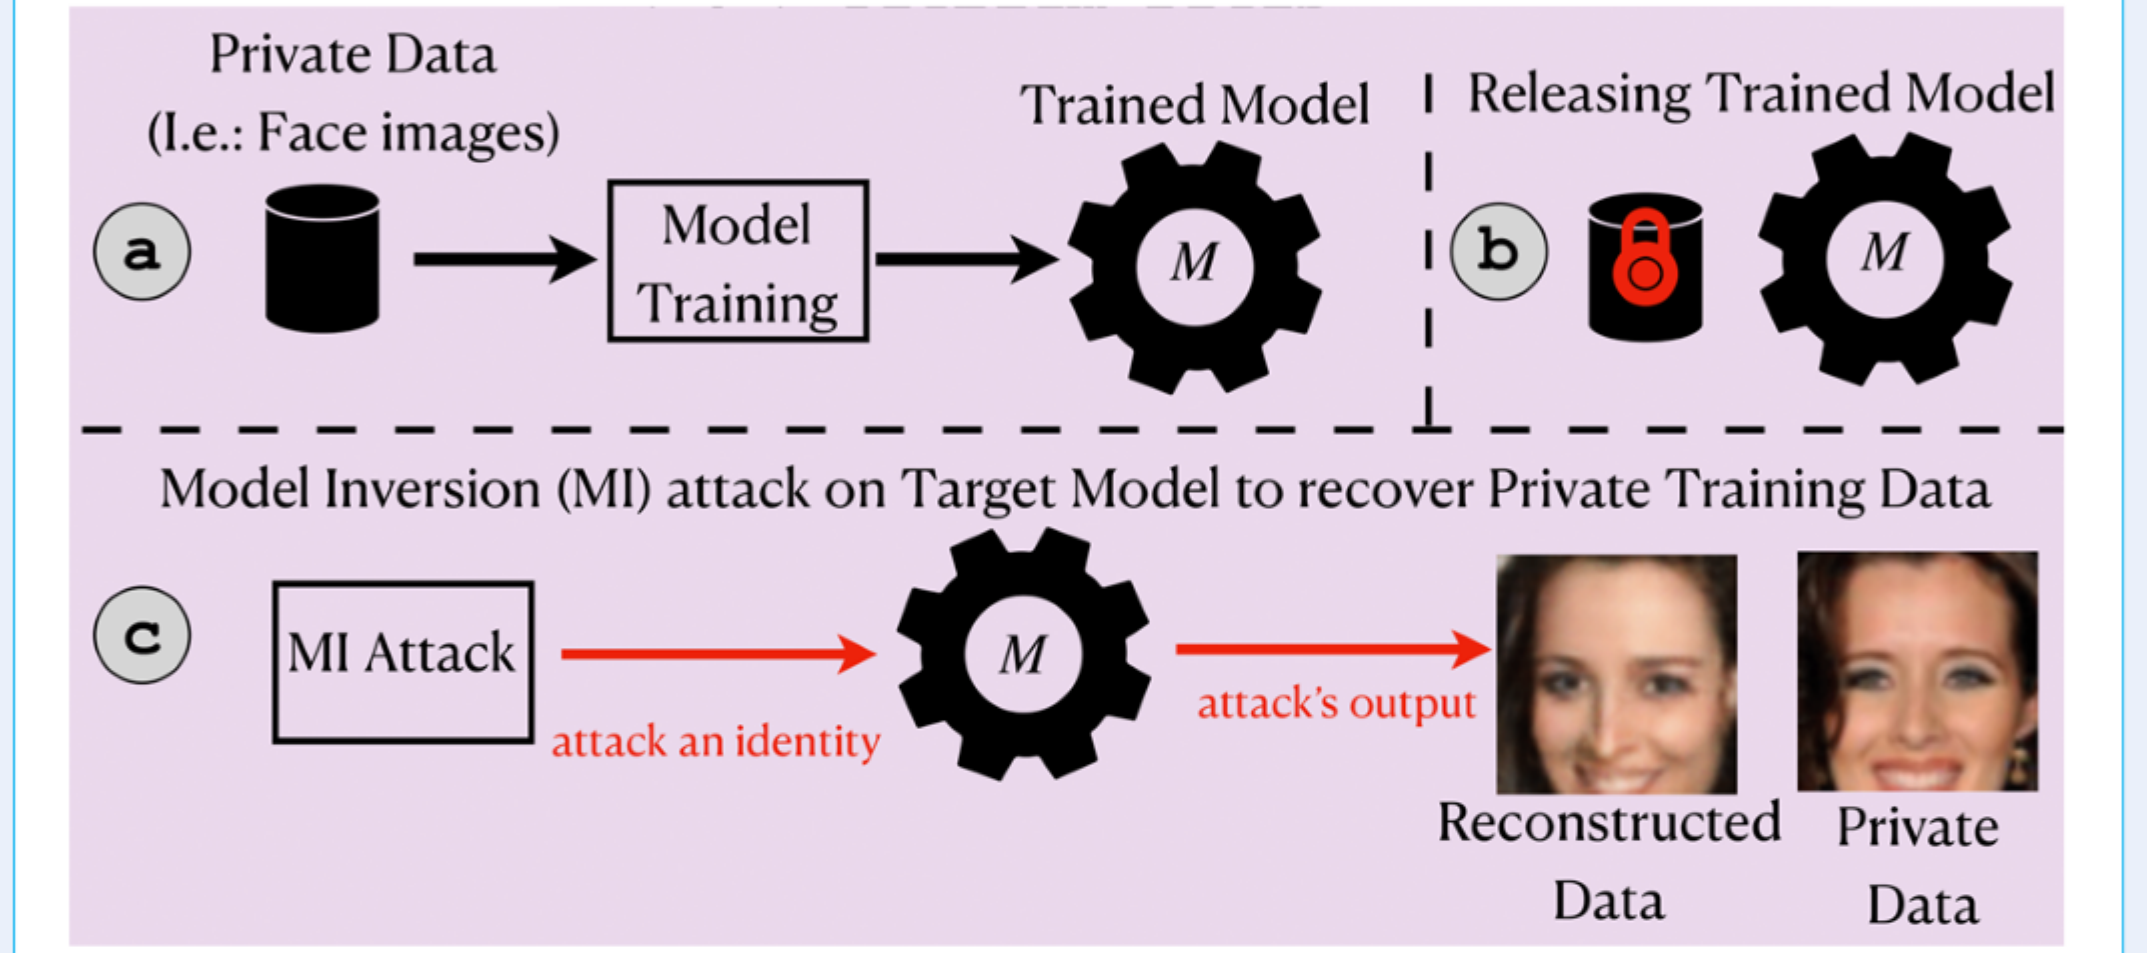 Private Data
(I.e.: Face images)
Trained Model
Releasing Trained Model
a
Model
Training
M
b
M
Model Inversion (MI) attack on Target Model to recover Private Training Data
c
MI Attack
attack an identity
M
attack's output
Reconstructed
Data
Private
Data